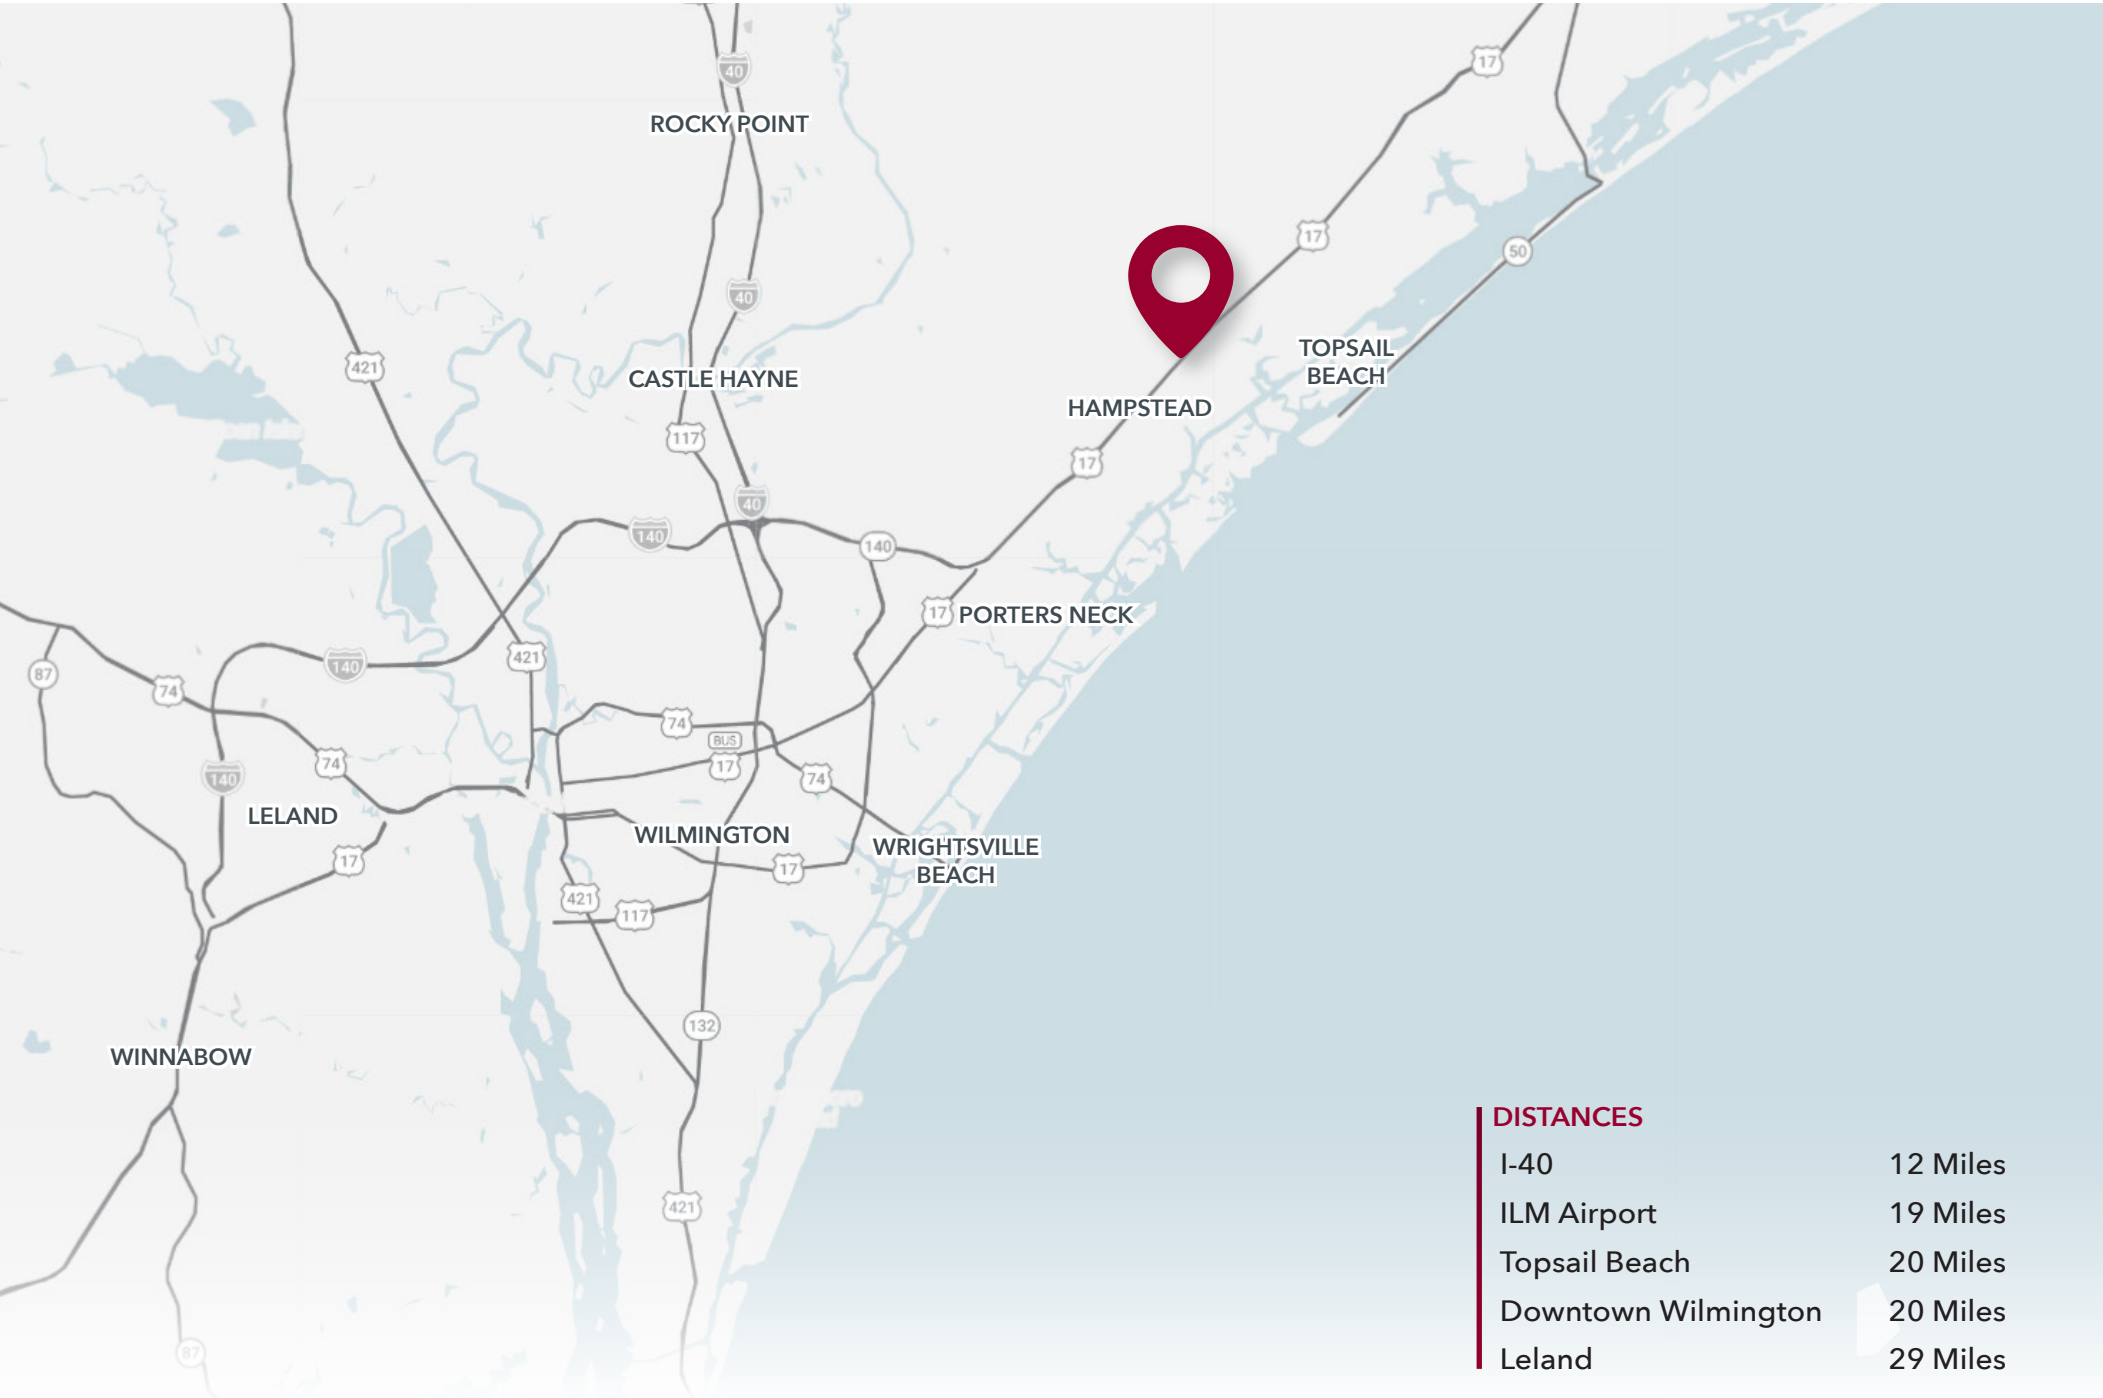 17
40
ROCKY POINT
17
50
40
TOPSAIL
BEACH
421
CASTLE HAYNE
HAMPSTEAD
117
17
40
140
140
17 PORTERS NECK
421
140
87
74
74
BUS
17
74
140
74
LELAND
WILMINGTON
WRIGHTSVILLE
BEACH
17
17
421
117
132
WINNABOW
421
87
DISTANCES
I-40 12 Miles
ILM Airport 19 Miles
Topsail Beach 20 Miles
Downtown Wilmington 20 Miles
Leland 29 Miles